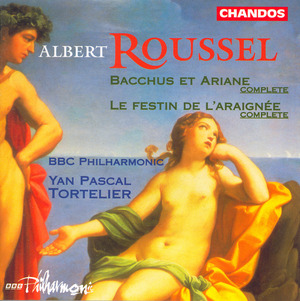 CHANDOS
ALBERT ROUSSEL
BACCHUS ET ARIANE
COMPLETE
LE FESTIN DE L'ARAIGNÉE
COMPLETE
BBC PHILHARMONIC
YAN PASCAL
TORTELIER
BBC Philharmonic